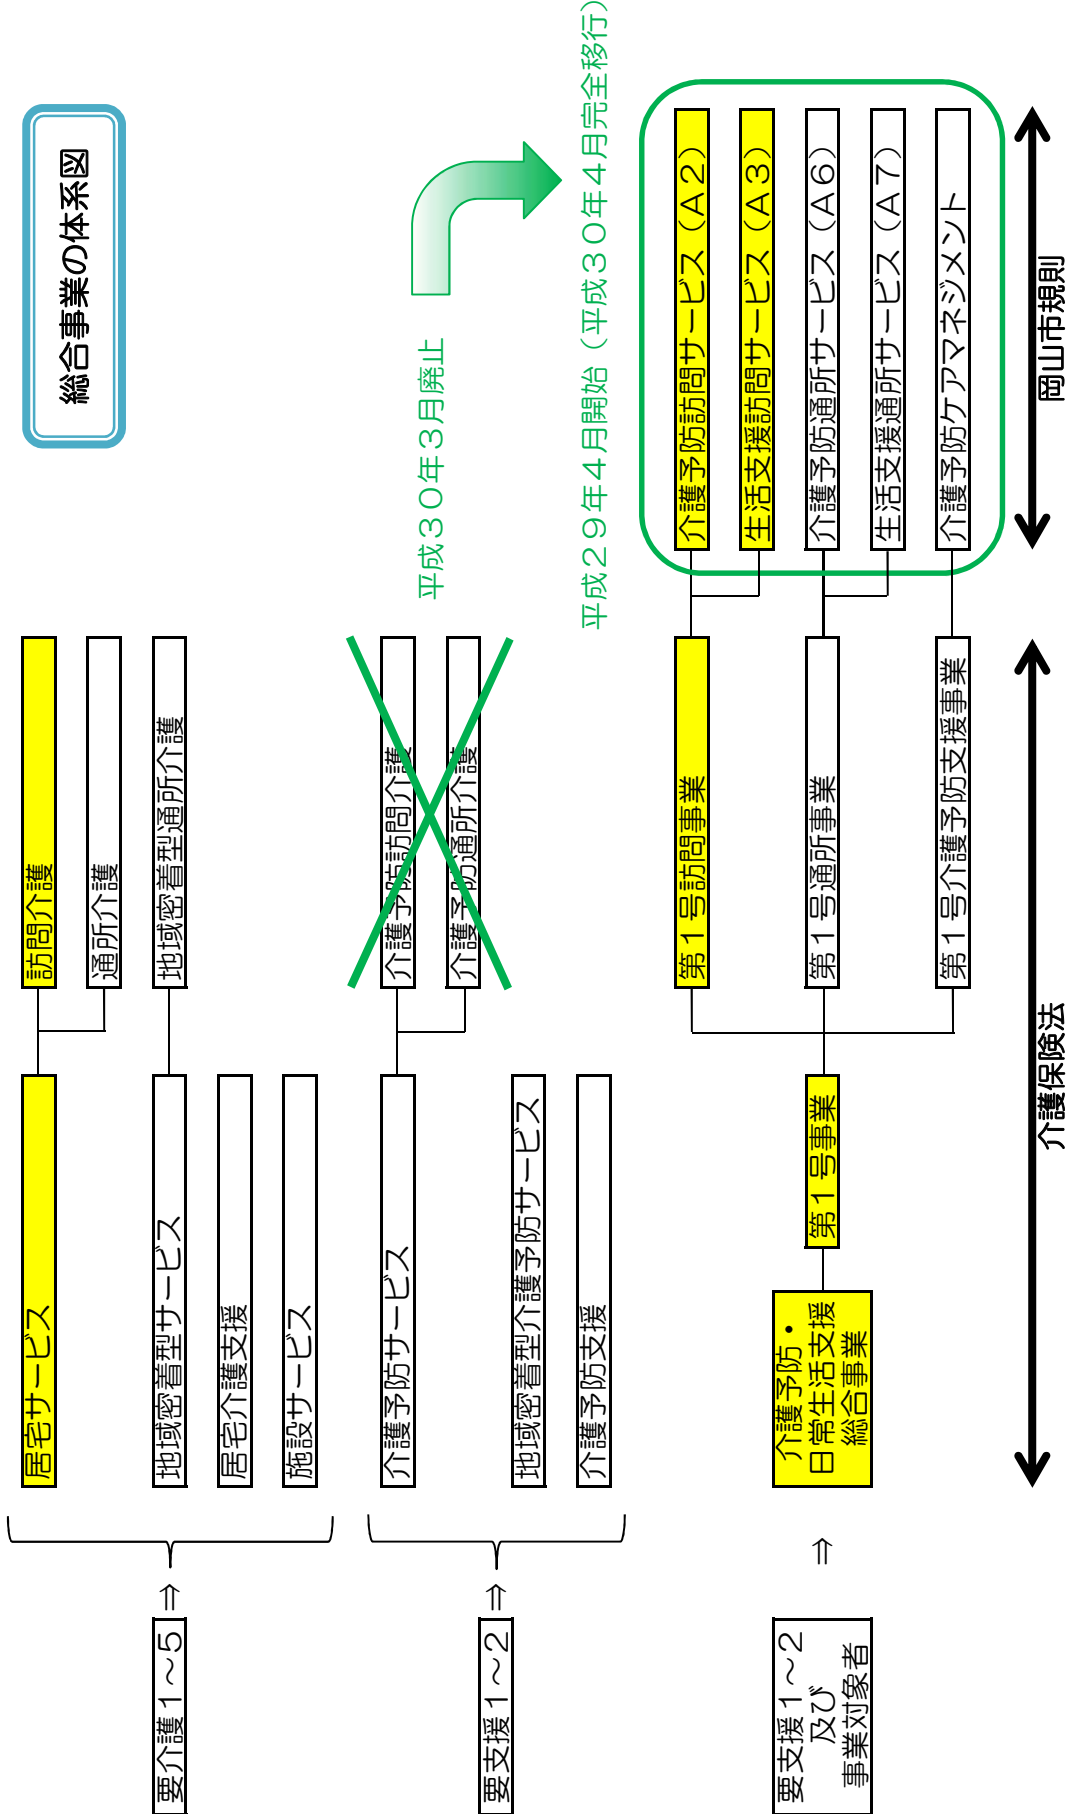 総合事業の体系図
要介護１～５
⇒
居宅サービス
訪問介護
通所介護
地域密着型サービス
地域密着型通所介護
居宅介護支援
施設サービス
要支援１～２
⇒
介護予防サービス
介護予防訪問介護
介護予防通所介護
平成３０年３月廃止
地域密着型介護予防サービス
介護予防支援
平成２９年４月開始（平成３０年４月完全移行）
要支援１～２
及び
事業対象者
⇒
介護予防・
日常生活支援
総合事業
第１号事業
第１号訪問事業
介護予防訪問サービス（Ａ２）
生活支援訪問サービス（Ａ３）
第１号通所事業
介護予防通所サービス（Ａ６）
生活支援通所サービス（Ａ７）
第１号介護予防支援事業
介護予防ケアマネジメント
介護保険法
岡山市規則